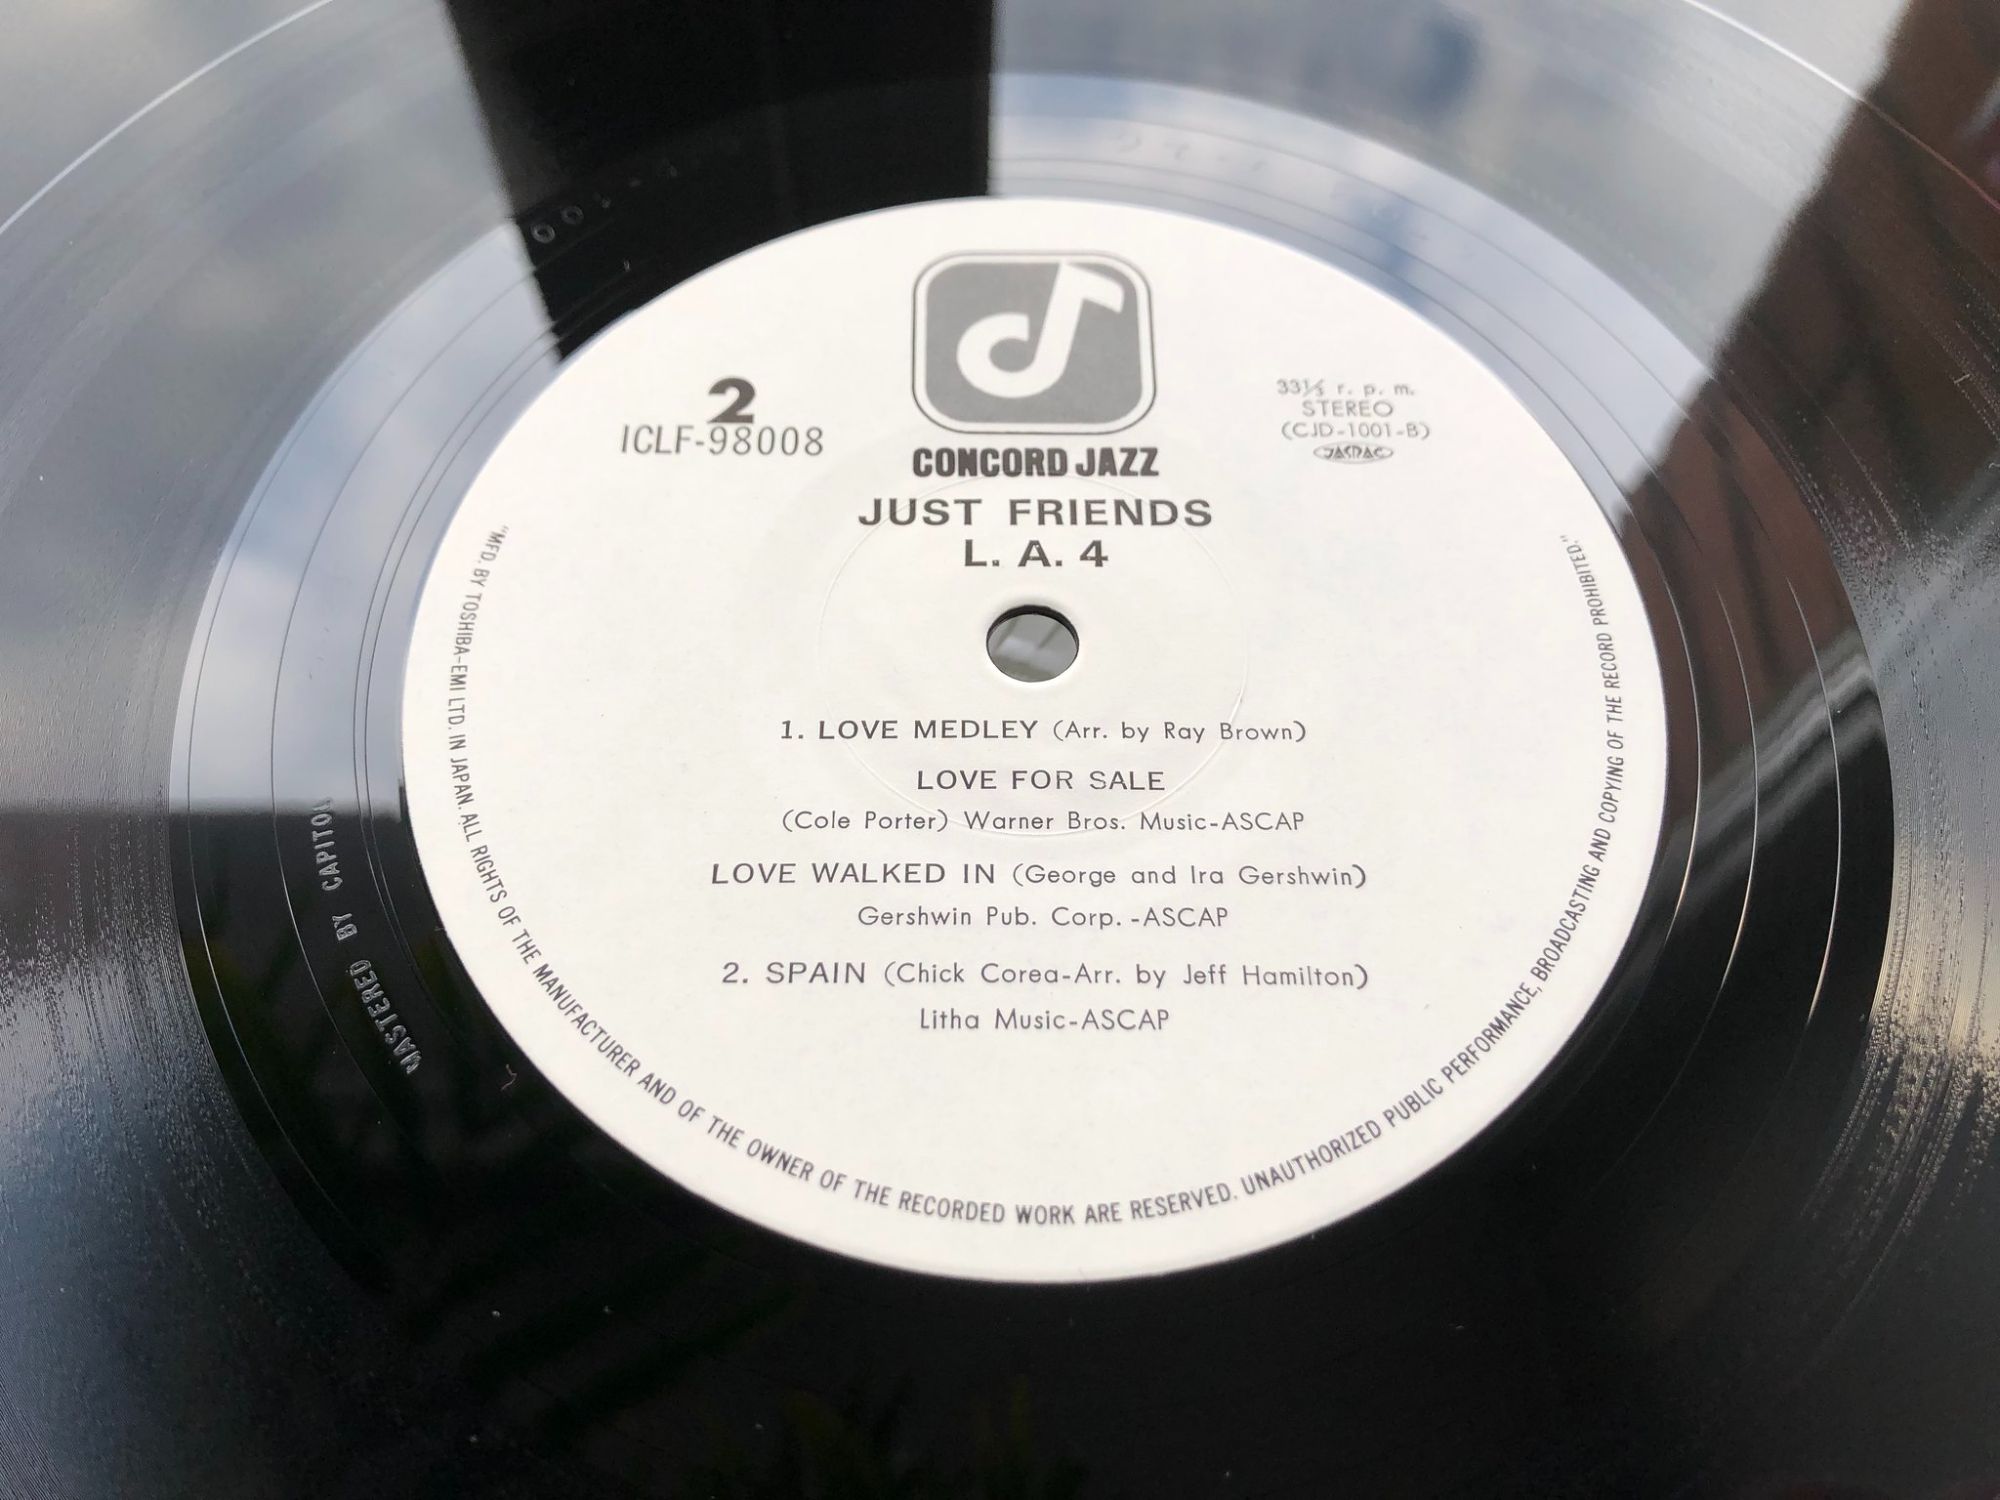 2
ICLF-98008
CONCORD JAZZ
33⅓ r. p. m.
STEREO
(CJD-1001-B)
JASRAC
JUST FRIENDS
L. A. 4
1. LOVE MEDLEY (Arr. by Ray Brown)
LOVE FOR SALE
(Cole Porter) Warner Bros. Music-ASCAP
LOVE WALKED IN (George and Ira Gershwin)
Gershwin Pub. Corp. -ASCAP
2. SPAIN (Chick Corea-Arr. by Jeff Hamilton)
Litha Music-ASCAP
"MFD. BY TOSHIBA-EMI LTD. IN JAPAN. ALL RIGHTS OF THE MANUFACTURER AND OF THE OWNER OF THE RECORDED WORK ARE RESERVED. UNAUTHORIZED PUBLIC PERFORMANCE, BROADCASTING AND COPYING OF THE RECORD PROHIBITED."
MASTERED BY CAPITOL